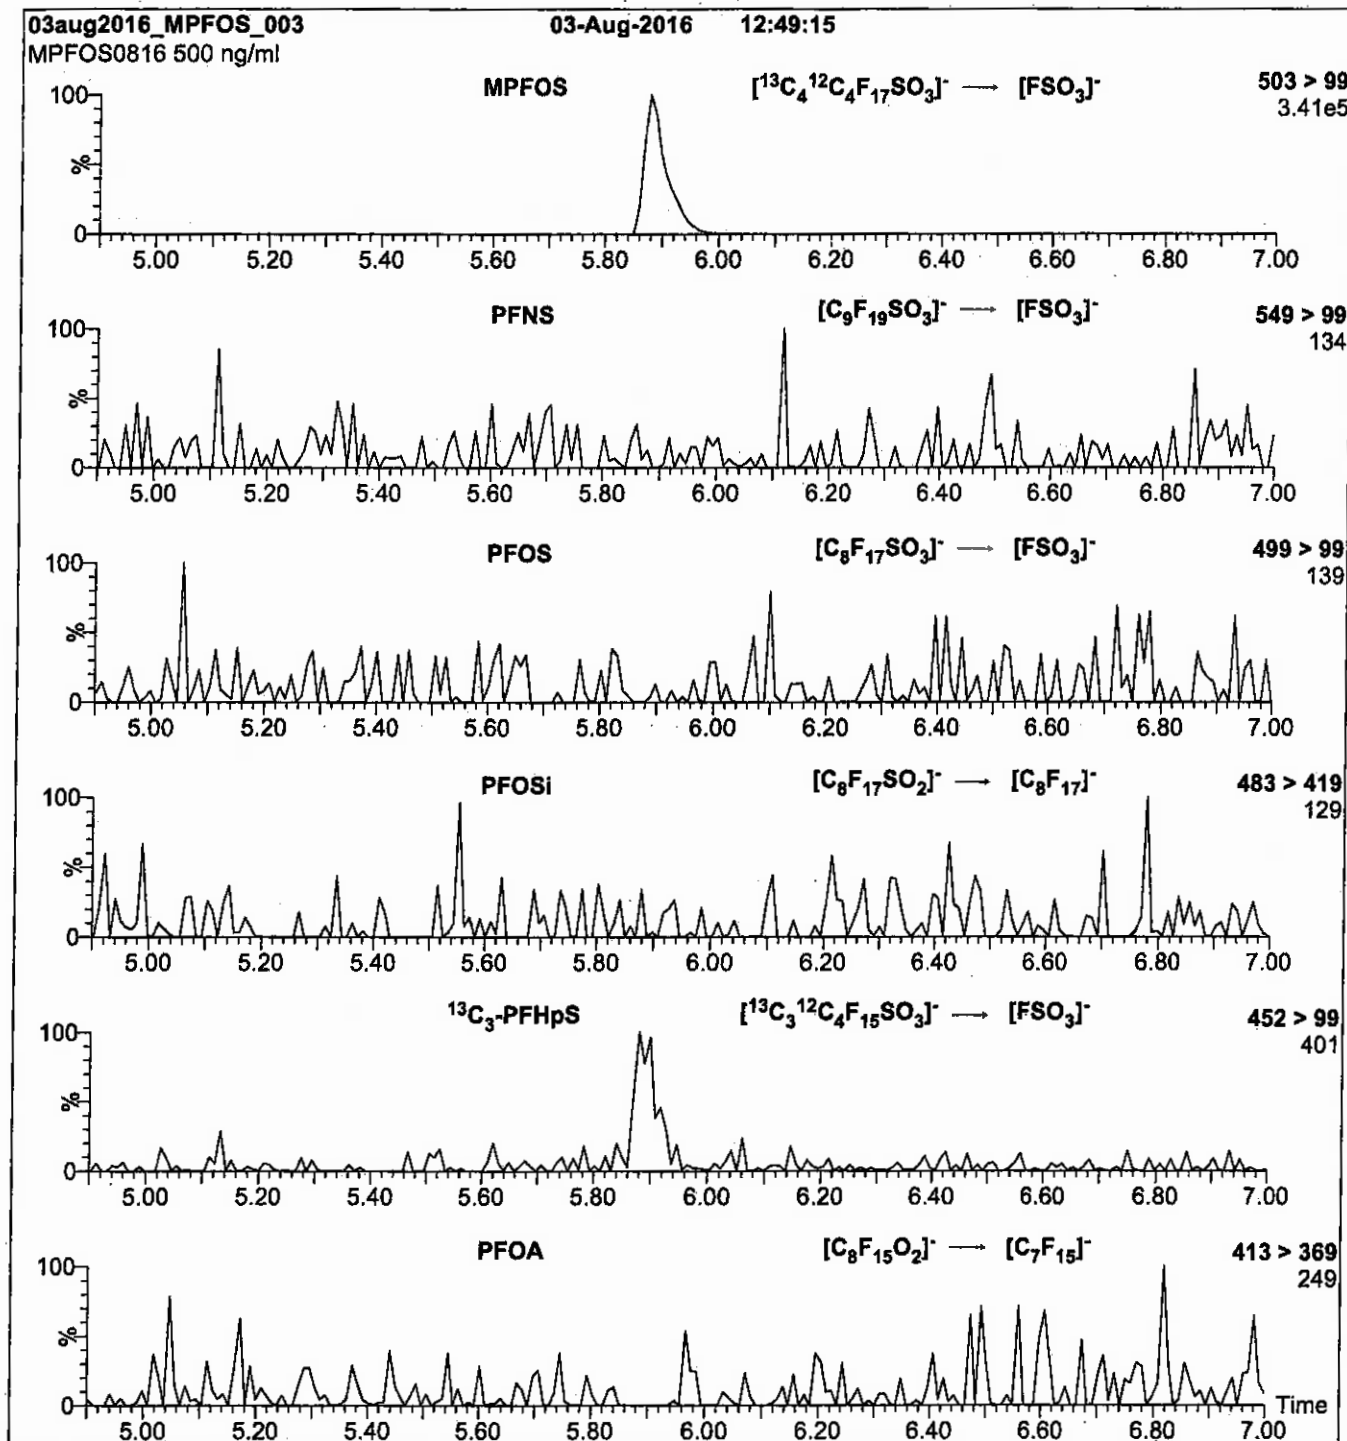 03aug2016_MPFOS_003 03-Aug-2016 12:49:15
MPFOS0816 500 ng/ml
MPFOS [¹³C₄¹²C₄F₁₇SO₃]⁻ → [FSO₃]⁻ 503 > 99
3.41e5
100
%
0
5.00 5.20 5.40 5.60 5.80 6.00 6.20 6.40 6.60 6.80 7.00
PFNS [C₉F₁₉SO₃]⁻ → [FSO₃]⁻ 549 > 99
134
100
%
0
5.00 5.20 5.40 5.60 5.80 6.00 6.20 6.40 6.60 6.80 7.00
PFOS [C₈F₁₇SO₃]⁻ → [FSO₃]⁻ 499 > 99
139
100
%
0
5.00 5.20 5.40 5.60 5.80 6.00 6.20 6.40 6.60 6.80 7.00
PFOSi [C₈F₁₇SO₂]⁻ → [C₈F₁₇]⁻ 483 > 419
129
100
%
0
5.00 5.20 5.40 5.60 5.80 6.00 6.20 6.40 6.60 6.80 7.00
¹³C₃-PFHpS [¹³C₃¹²C₄F₁₅SO₃]⁻ → [FSO₃]⁻ 452 > 99
401
100
%
0
5.00 5.20 5.40 5.60 5.80 6.00 6.20 6.40 6.60 6.80 7.00
PFOA [C₈F₁₅O₂]⁻ → [C₇F₁₅]⁻ 413 > 369
249
100
%
0
Time
5.00 5.20 5.40 5.60 5.80 6.00 6.20 6.40 6.60 6.80 7.00